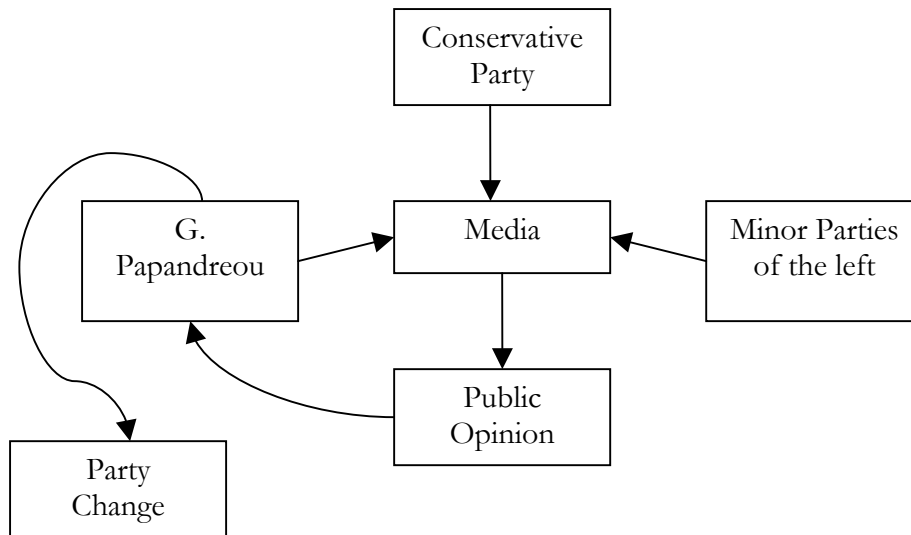 Conservative
Party
G.
Papandreou
Media
Minor Parties
of the left
Public
Opinion
Party
Change